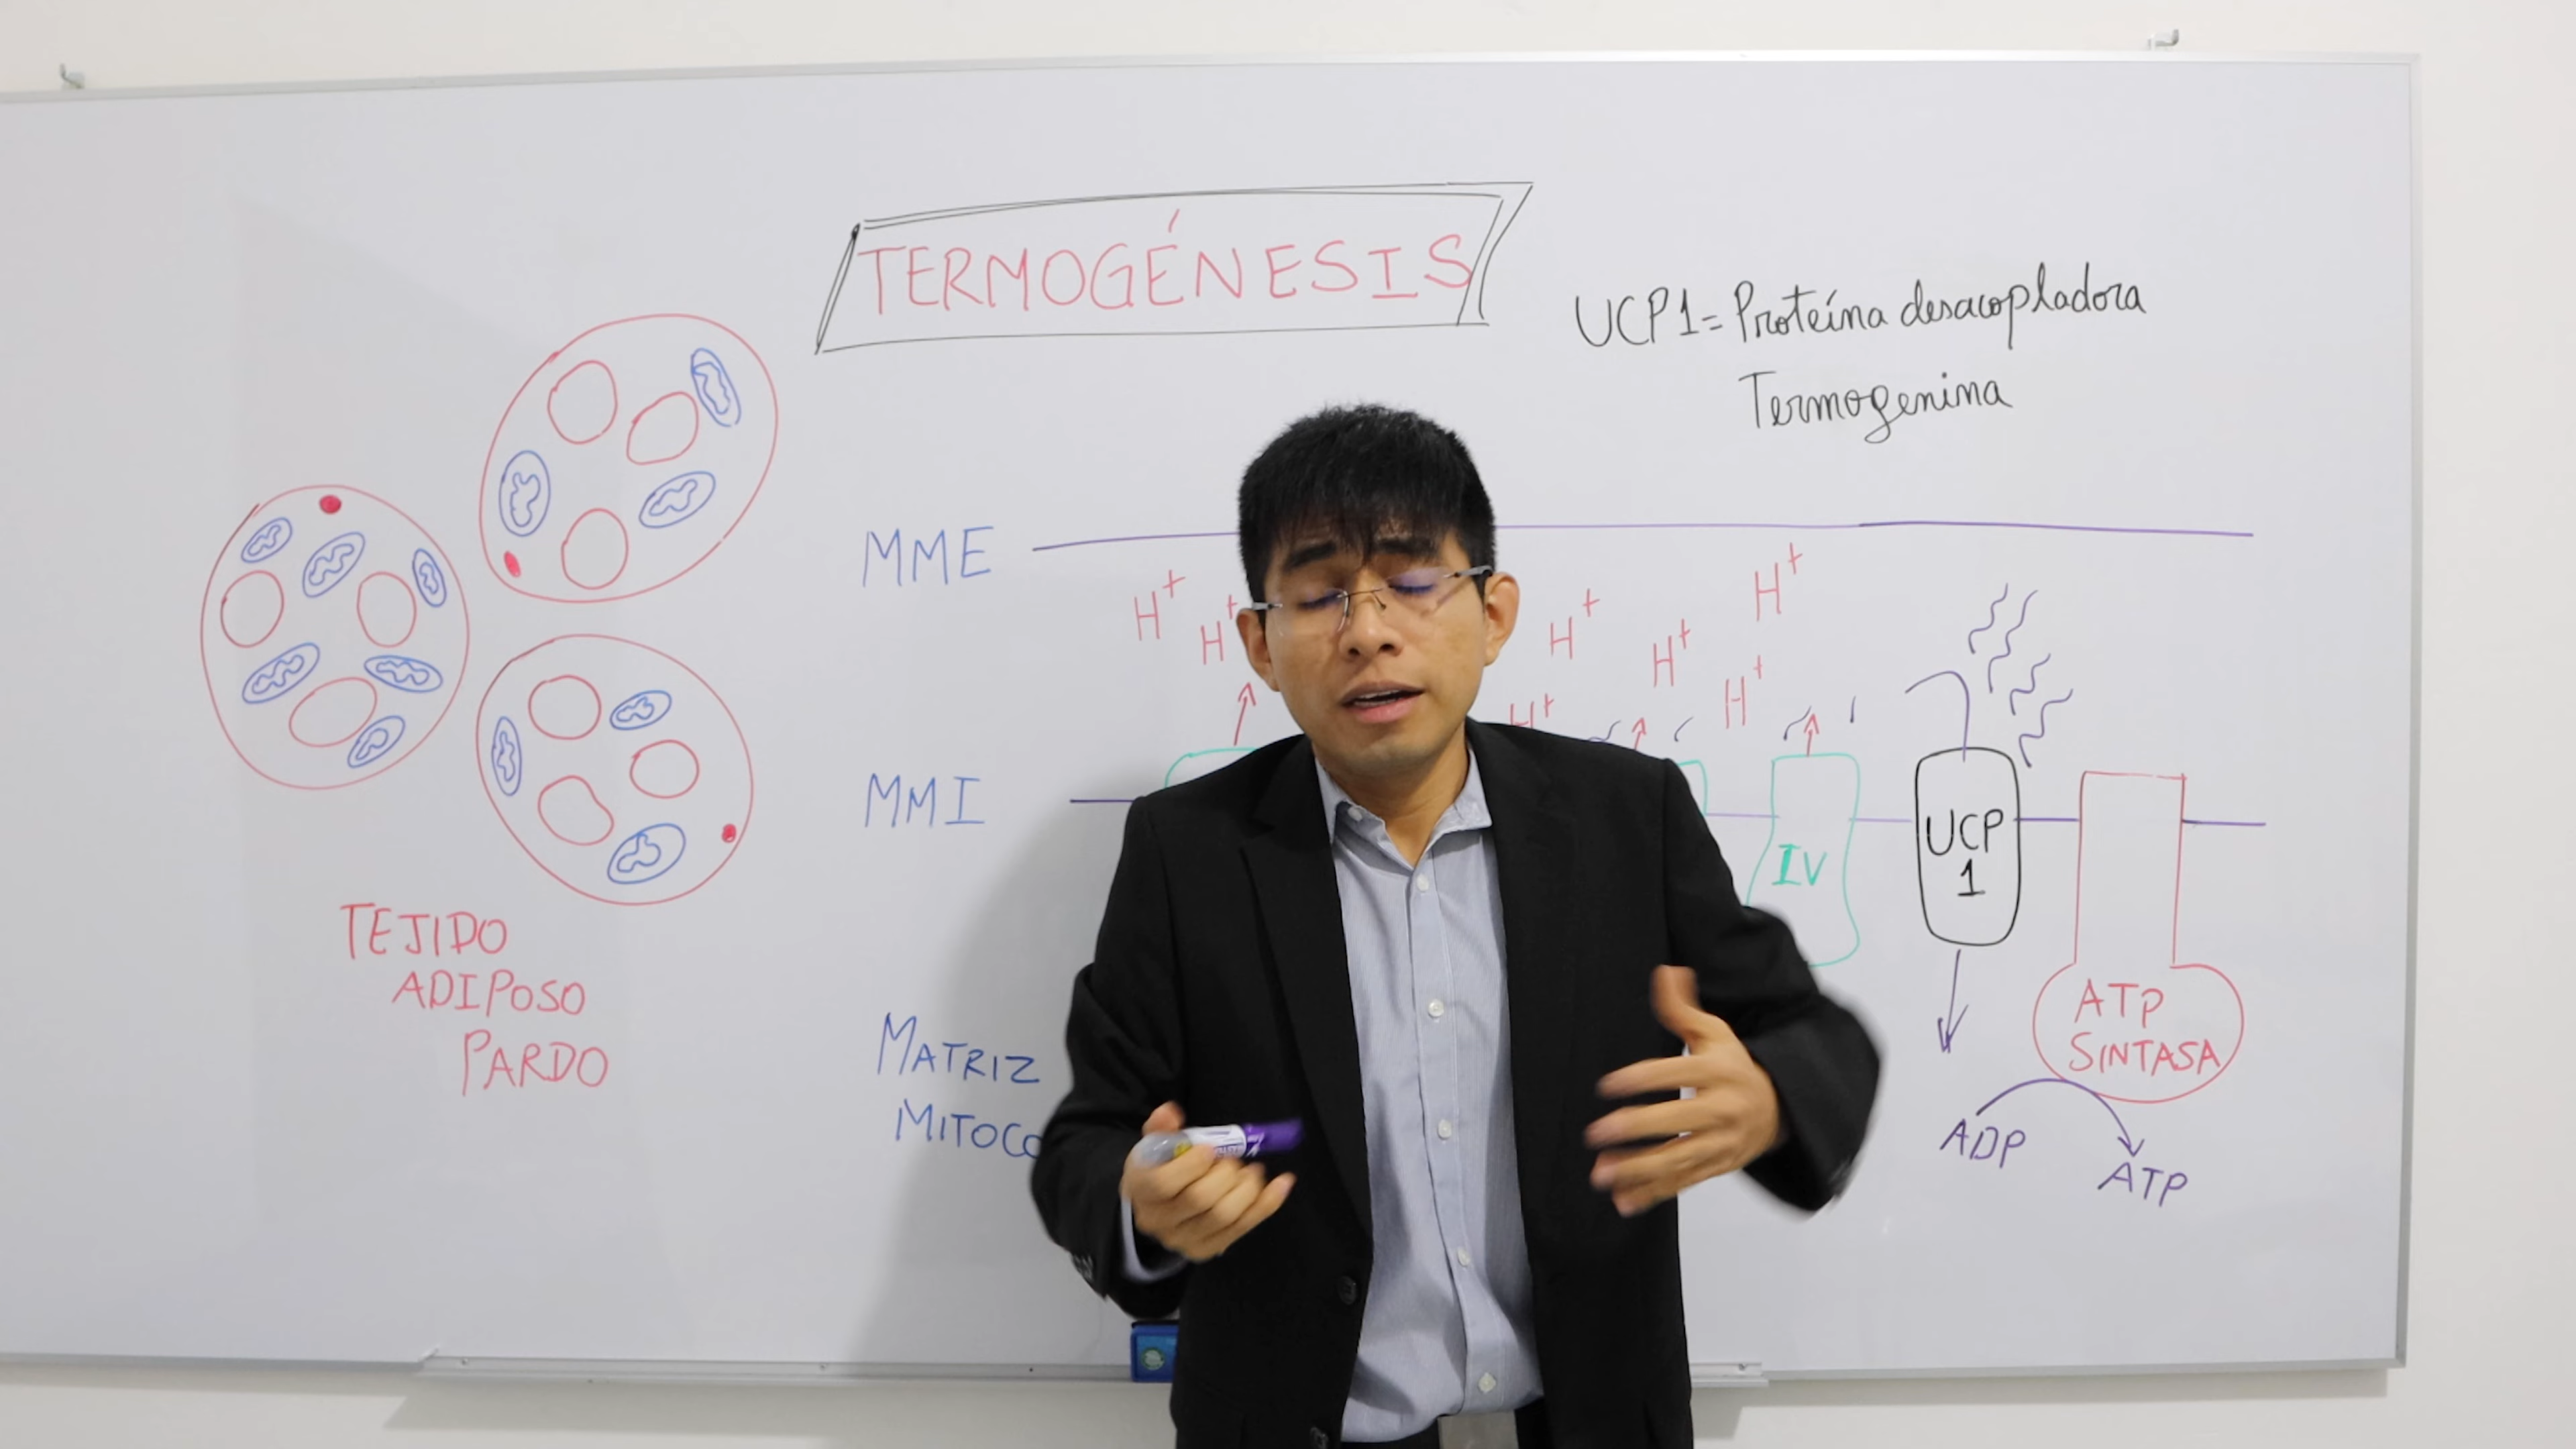 TERMOGÉNESIS
UCP1 = Proteína desacopladora
Termogenina
MME
H+
H+
H+
H+
H+
H+
H+
MMI
IV
UCP
1
ATP
SINTASA
ADP
ATP
TEJIDO
ADIPOSO
PARDO
MATRIZ